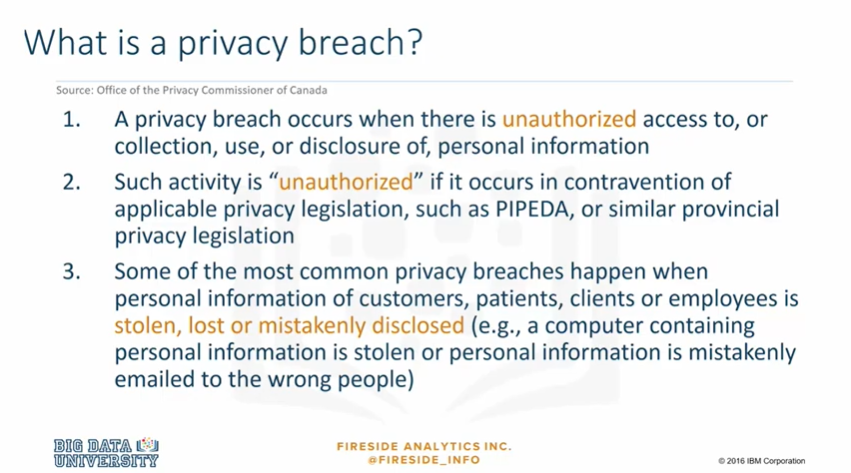 What is a privacy breach?
Source: Office of the Privacy Commissioner of Canada
1. A privacy breach occurs when there is unauthorized access to, or
collection, use, or disclosure of, personal information
2. Such activity is “unauthorized” if it occurs in contravention of
applicable privacy legislation, such as PIPEDA, or similar provincial
privacy legislation
3. Some of the most common privacy breaches happen when
personal information of customers, patients, clients or employees is
stolen, lost or mistakenly disclosed (e.g., a computer containing
personal information is stolen or personal information is mistakenly
emailed to the wrong people)
BIG DATA
UNIVERSITY
FIRESIDE ANALYTICS INC.
@FIRESIDE_INFO
© 2016 IBM Corporation